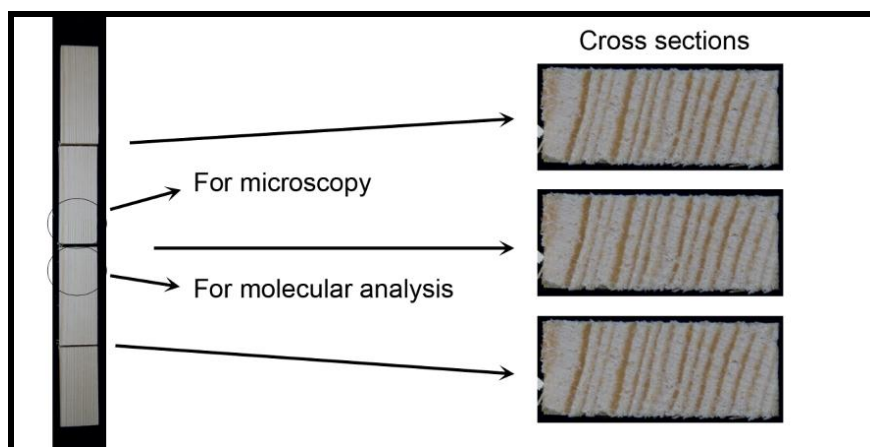 Cross sections
For microscopy
For molecular analysis